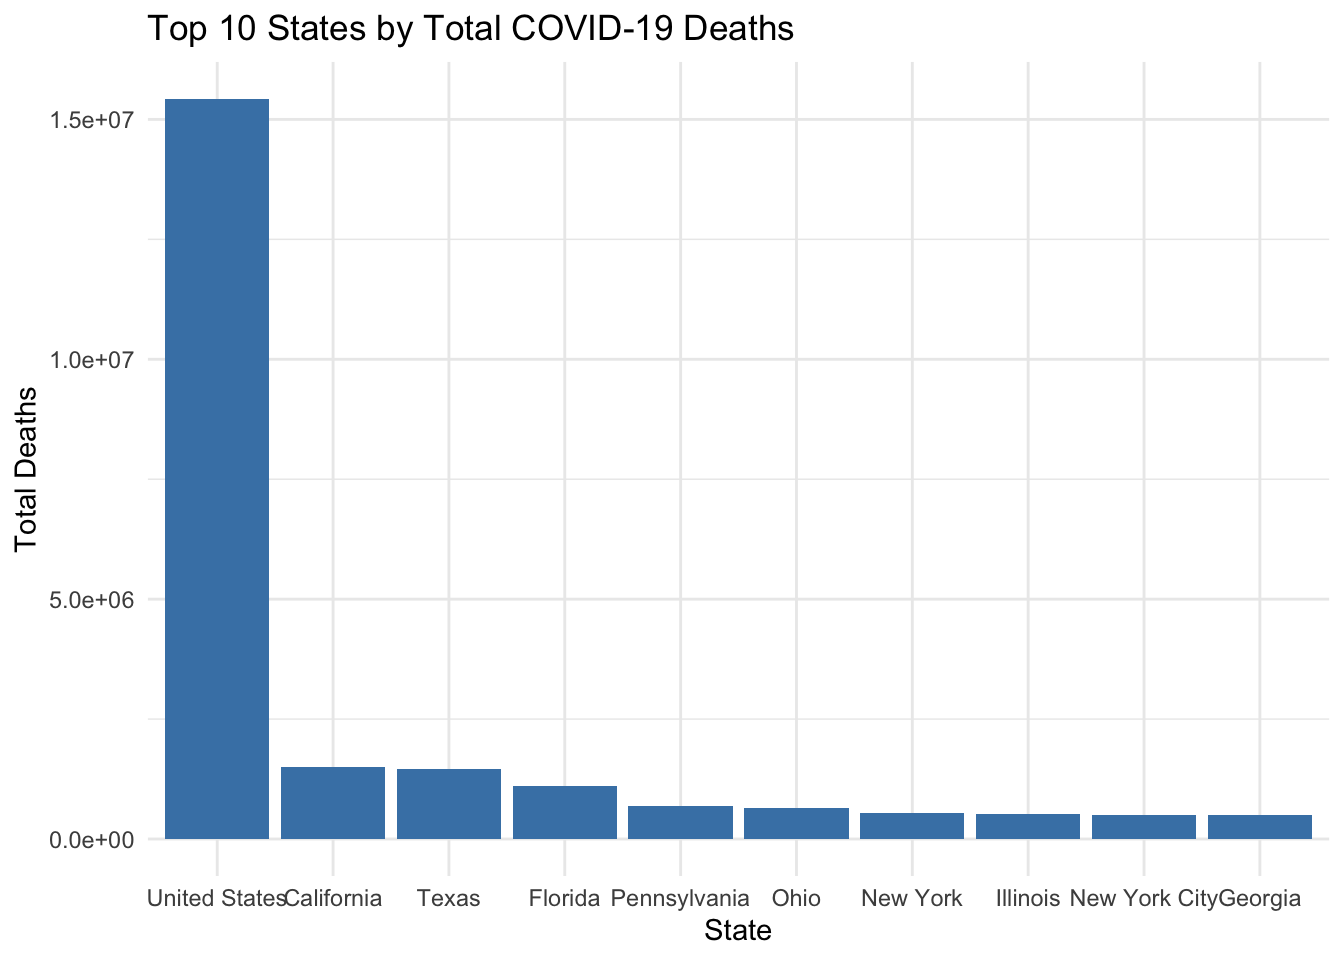 Top 10 States by Total COVID-19 Deaths
Total Deaths
1.5e+07
1.0e+07
5.0e+06
0.0e+00
United States California Texas Florida Pennsylvania Ohio New York Illinois New York City Georgia
State